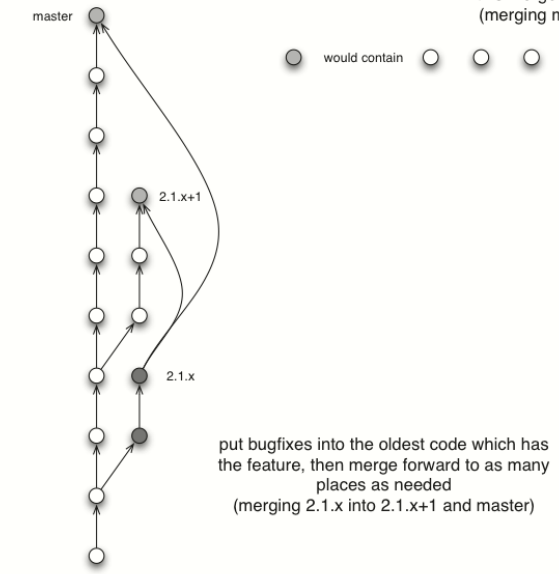 (merging
master
would contain
2.1.x+1
2.1.x
put bugfixes into the oldest code which has
the feature, then merge forward to as many
places as needed
(merging 2.1.x into 2.1.x+1 and master)